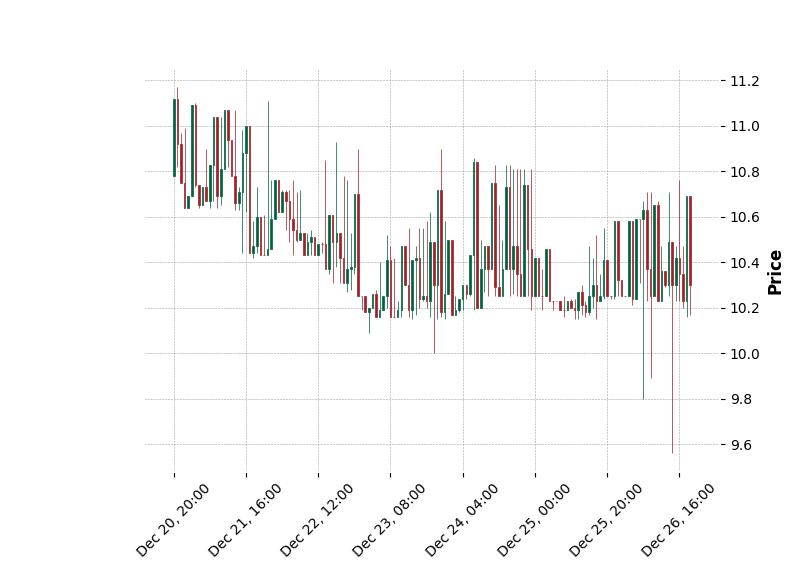 11.2
11.0
10.8
10.6
10.4
10.2
10.0
9.8
9.6
Price
Dec 20, 20:00
Dec 21, 16:00
Dec 22, 12:00
Dec 23, 08:00
Dec 24, 04:00
Dec 25, 00:00
Dec 25, 20:00
Dec 26, 16:00